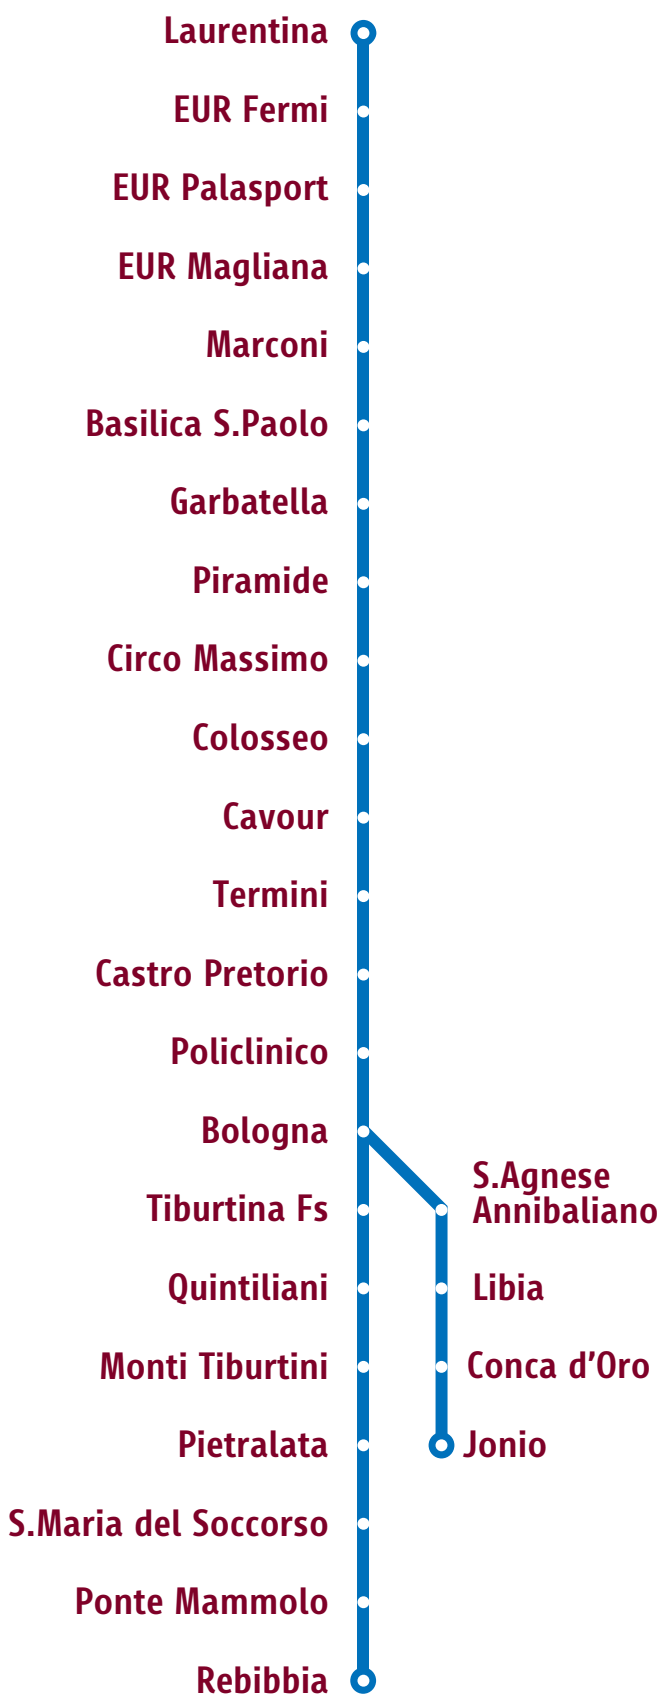 Laurentina
EUR Fermi
EUR Palasport
EUR Magliana
Marconi
Basilica S.Paolo
Garbatella
Piramide
Circo Massimo
Colosseo
Cavour
Termini
Castro Pretorio
Policlinico
Bologna
S.Agnese
Annibaliano
Tiburtina Fs
Quintiliani
Libia
Monti Tiburtini
Conca d'Oro
Pietralata
Jonio
S.Maria del Soccorso
Ponte Mammolo
Rebibbia